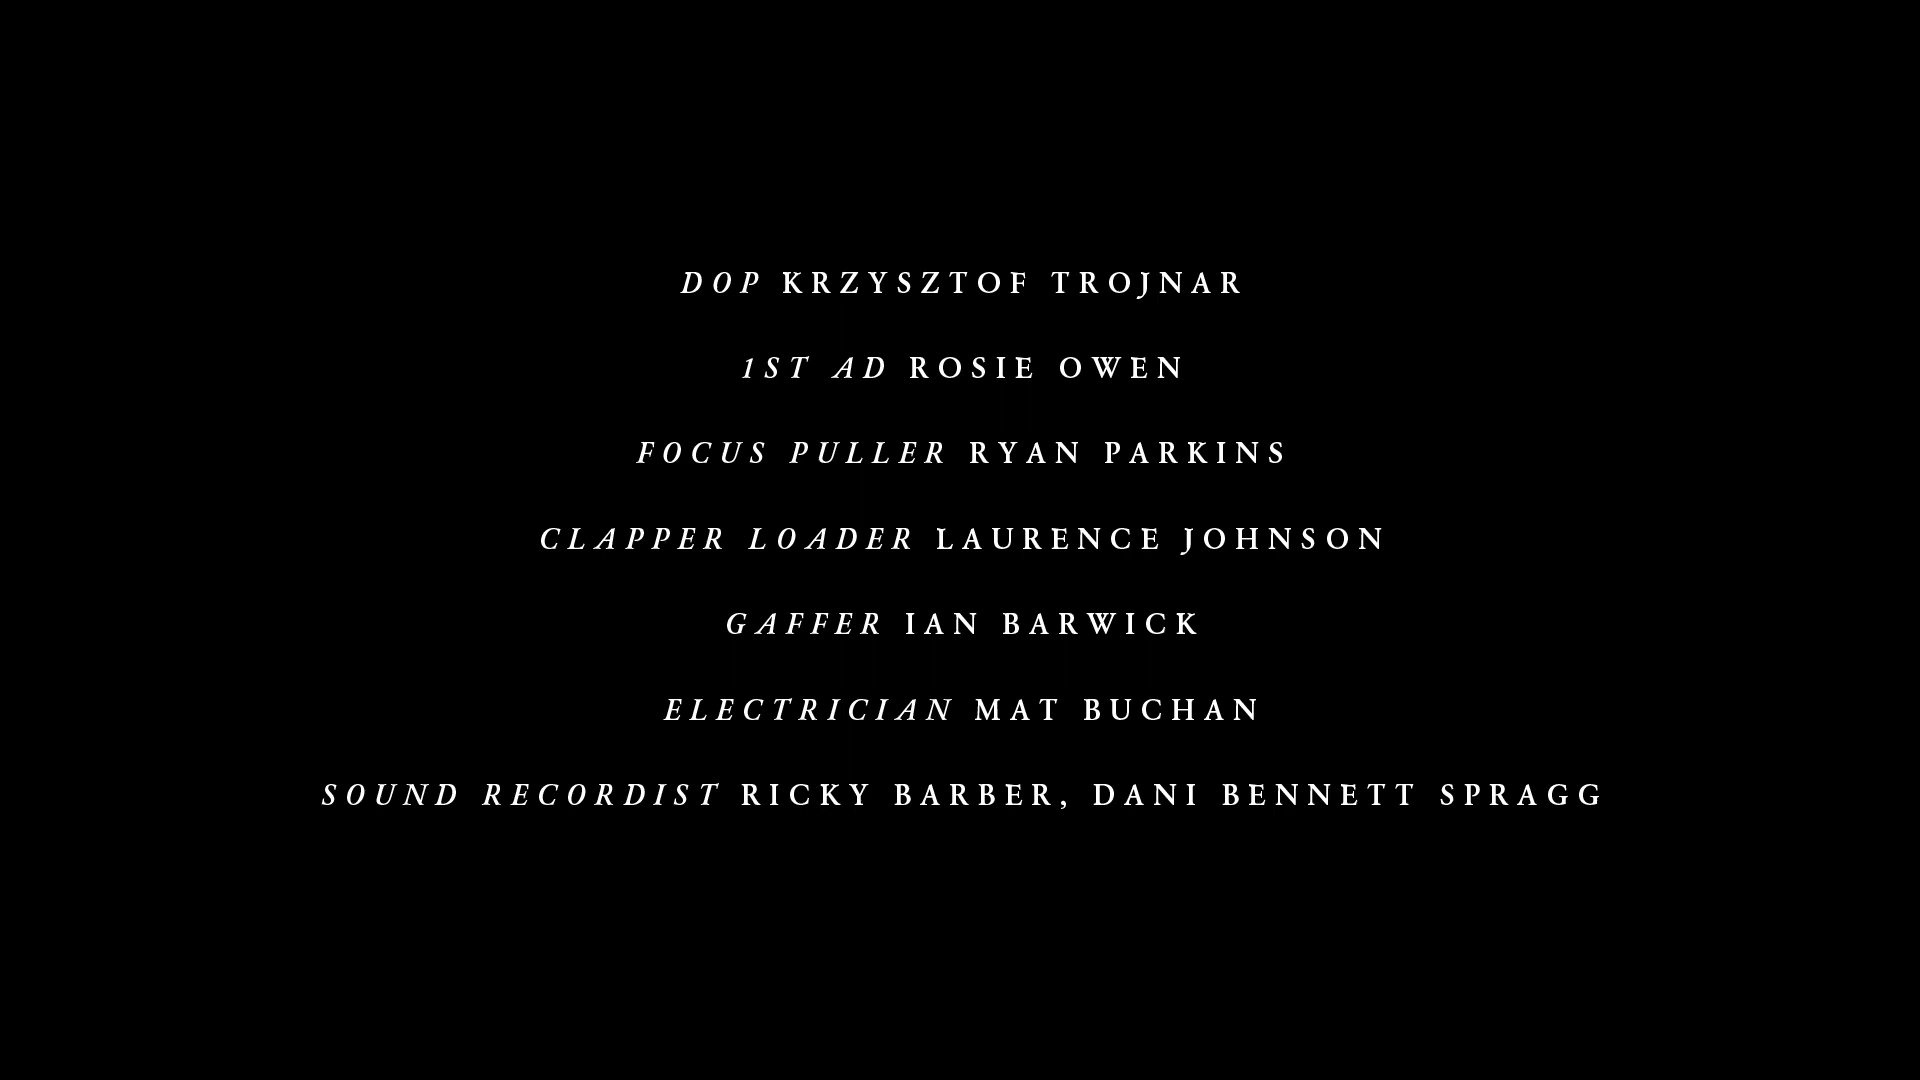 DOP KRZYSZTOF TROJNAR
1ST AD ROSIE OWEN
FOCUS PULLER RYAN PARKINS
CLAPPER LOADER LAURENCE JOHNSON
GAFFER IAN BARWICK
ELECTRICIAN MAT BUCHAN
SOUND RECORDIST RICKY BARBER, DANI BENNETT SPRAGG